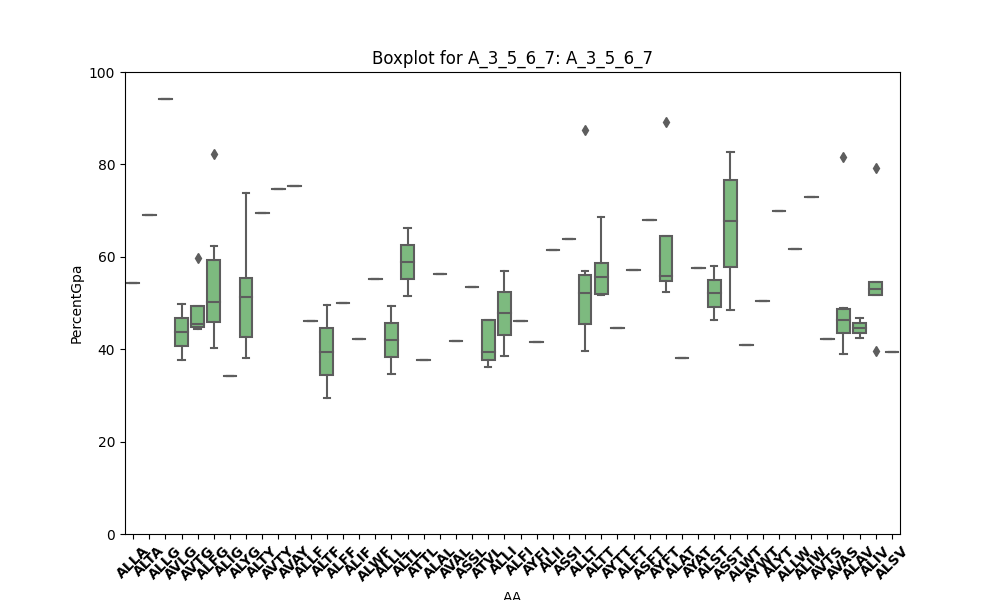 Boxplot for A_3_5_6_7: A_3_5_6_7
100
80
60
40
20
0
PercentGpa
ALLA
ALTA
ALLG
AVLG
AVTG
ALFG
ALIG
ALYG
ALTY
AVTY
AVAY
ALLF
ALTF
ALFF
ALIF
ALWF
ALLL
ALTL
ATTL
ALAL
AVAL
ASSL
ATVL
ALLI
ALFI
AYFI
ALII
ASSI
ALLT
ALTT
AYTT
ALFT
ASFT
AYFT
ALAT
AYAT
ALST
ASST
ALWT
AYWT
ALYT
ALLW
ALIW
AVTS
AVAS
ALAV
ALIV
ALSV
AA